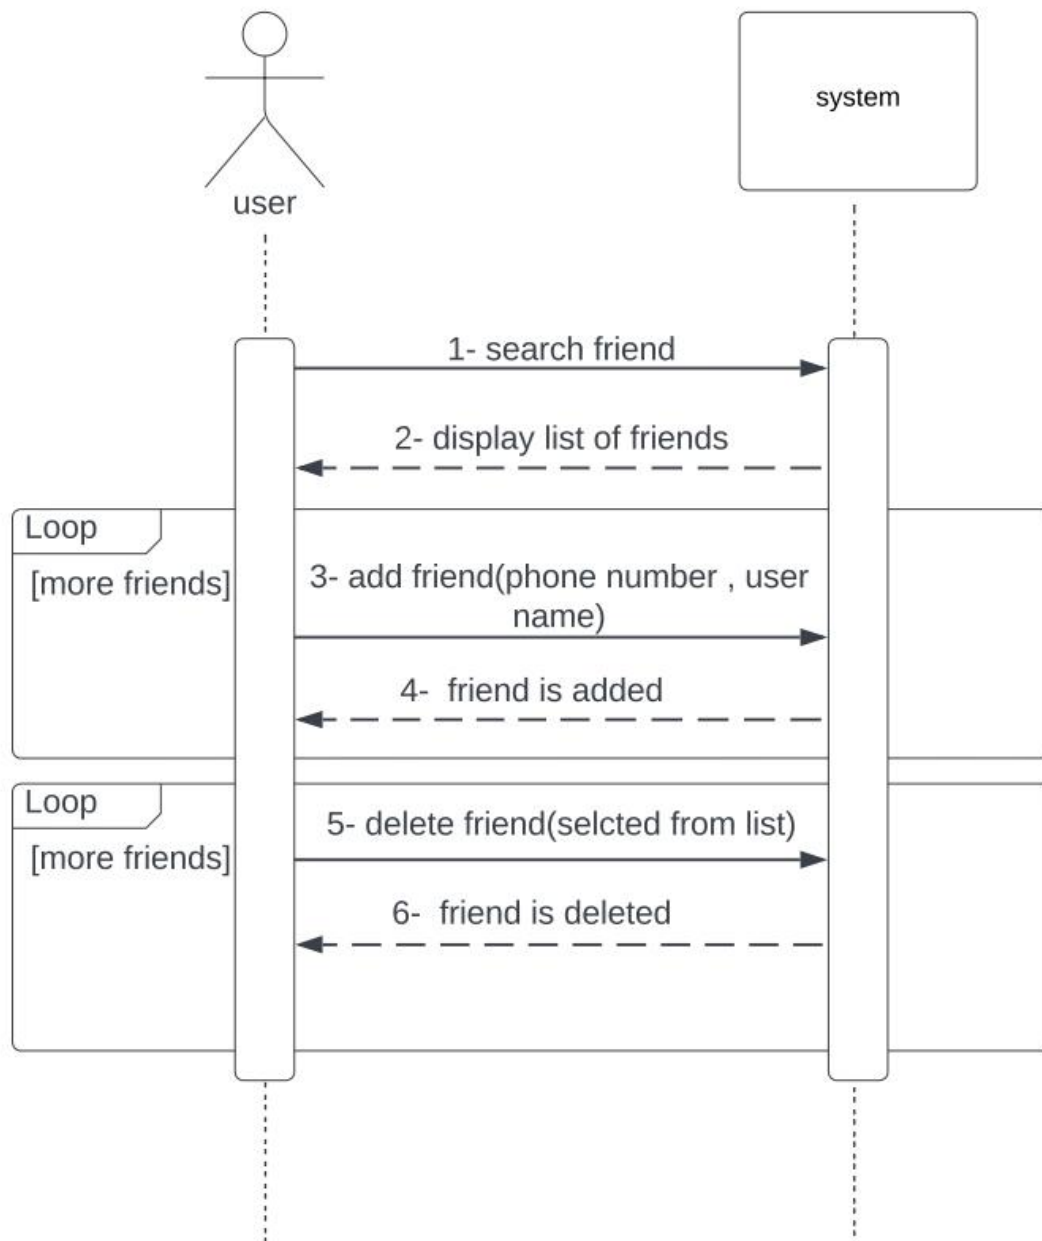 system
user
1- search friend
2- display list of friends
Loop
[more friends]
3- add friend(phone number , user
name)
4-  friend is added
Loop
[more friends]
5- delete friend(selcted from list)
6-  friend is deleted